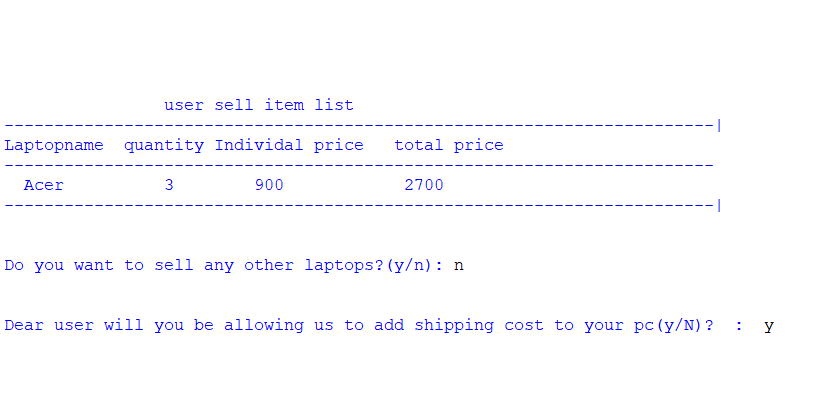 user sell item list
-----------------------------------------------------------------------|
Laptopname  quantity Individal price   total price
-----------------------------------------------------------------------
Acer          3        900            2700
-----------------------------------------------------------------------|
Do you want to sell any other laptops?(y/n): n
Dear user will you be allowing us to add shipping cost to your pc(y/N)?  :  y